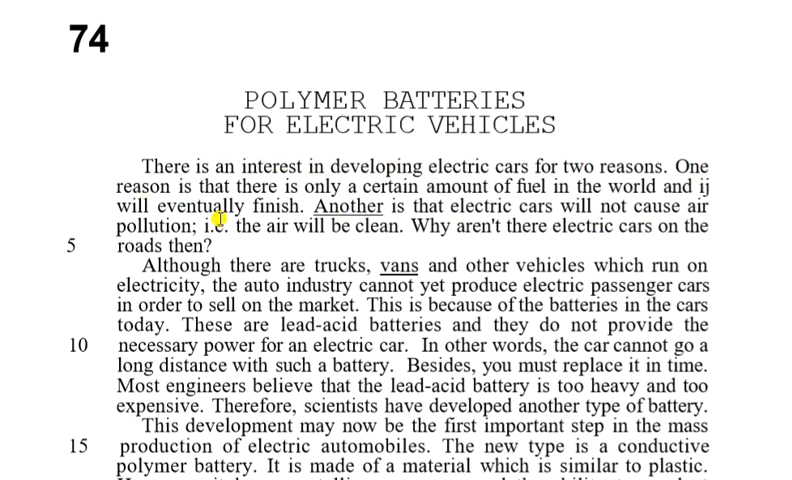 74
POLYMER BATTERIES
FOR ELECTRIC VEHICLES
There is an interest in developing electric cars for two reasons. One
reason is that there is only a certain amount of fuel in the world and ij
will eventually finish. Another is that electric cars will not cause air
pollution; i.e. the air will be clean. Why aren't there electric cars on the
5 roads then?
Although there are trucks, vans and other vehicles which run on
electricity, the auto industry cannot yet produce electric passenger cars
in order to sell on the market. This is because of the batteries in the cars
today. These are lead-acid batteries and they do not provide the
10 necessary power for an electric car. In other words, the car cannot go a
long distance with such a battery. Besides, you must replace it in time.
Most engineers believe that the lead-acid battery is too heavy and too
expensive. Therefore, scientists have developed another type of battery.
This development may now be the first important step in the mass
15 production of electric automobiles. The new type is a conductive
polymer battery. It is made of a material which is similar to plastic.